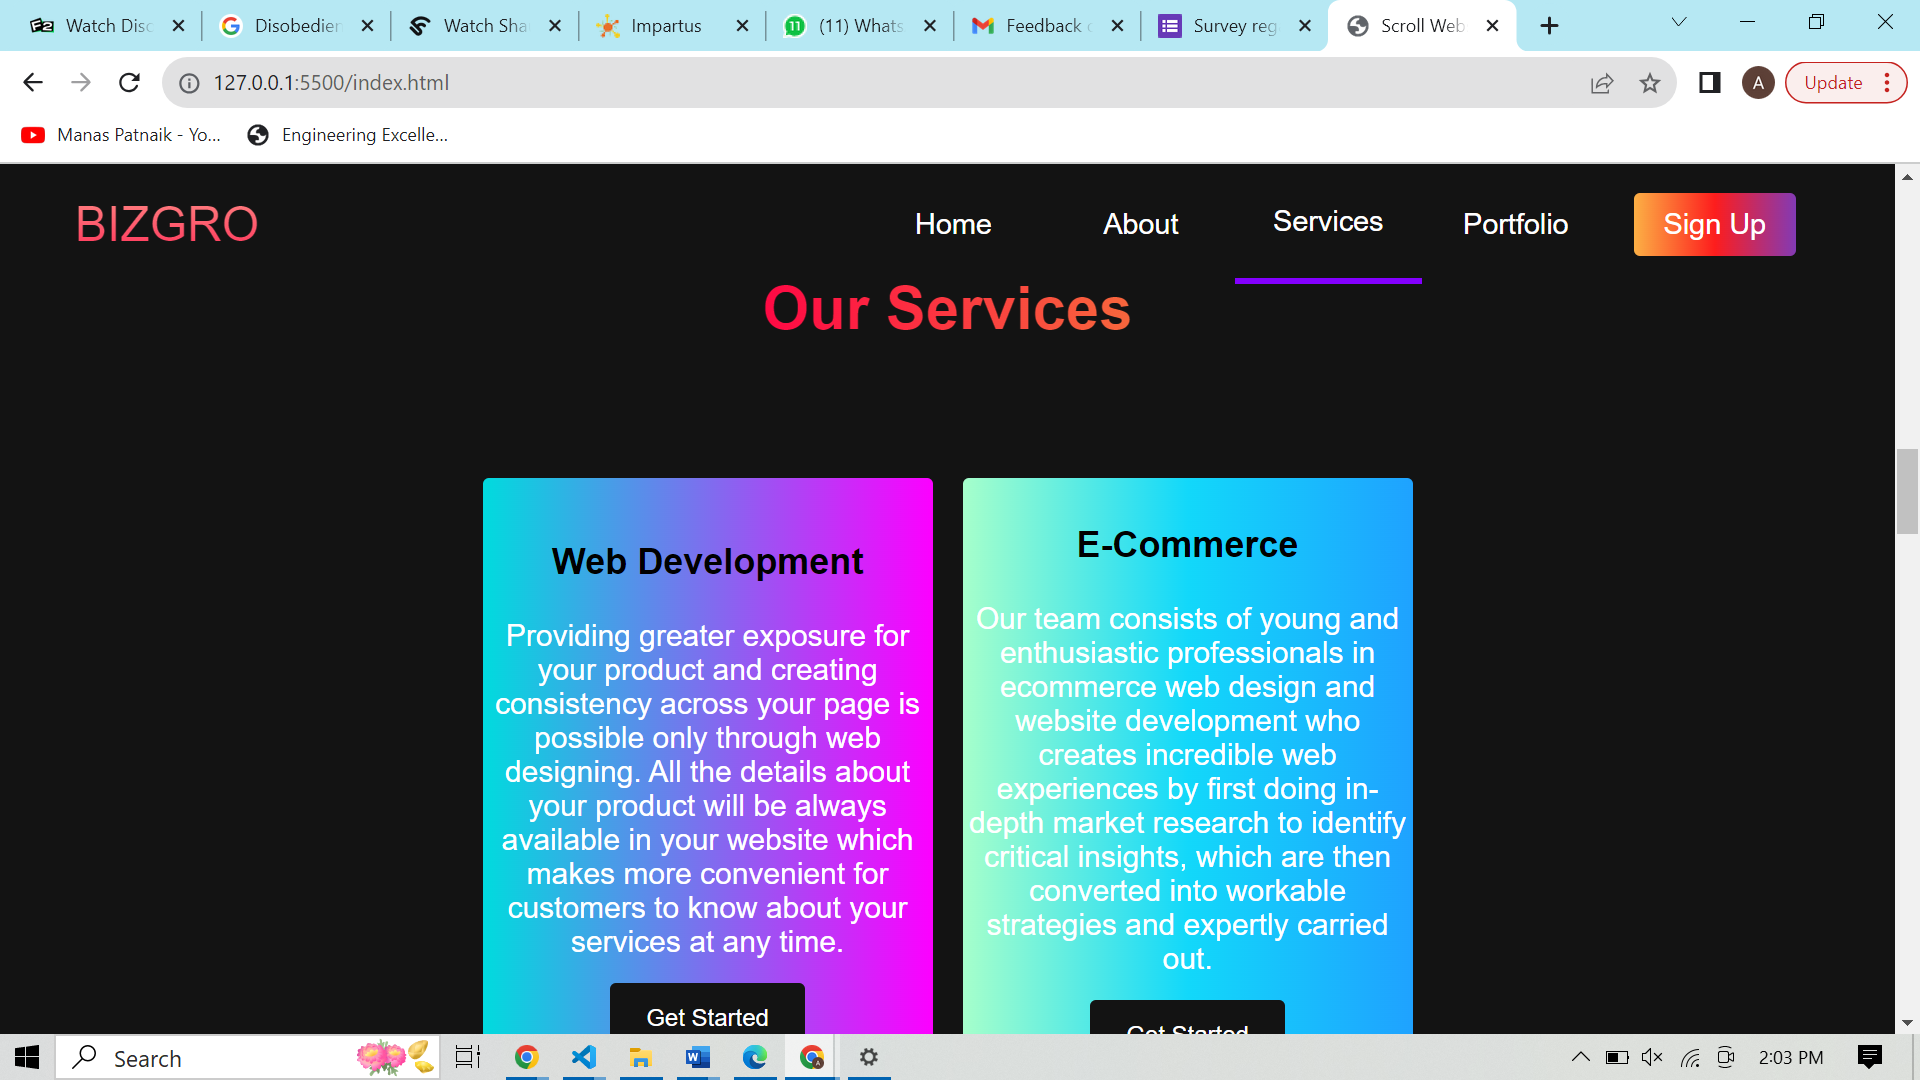 Watch Disc
Disobedien
Watch Sha
Impartus
(11) Whats
Feedback
Survey reg
Scroll Web
127.0.0.1:5500/index.html
A
Update
Manas Patnaik - Yo...
Engineering Excelle...
BIZGRO
Home
About
Services
Portfolio
Sign Up
Our Services
Web Development
Providing greater exposure for
your product and creating
consistency across your page is
possible only through web
designing. All the details about
your product will be always
available in your website which
makes more convenient for
customers to know about your
services at any time.
Get Started
E-Commerce
Our team consists of young and
enthusiastic professionals in
ecommerce web design and
website development who
creates incredible web
experiences by first doing in-
depth market research to identify
critical insights, which are then
converted into workable
strategies and expertly carried
out.
Get Started
Search
2:03 PM